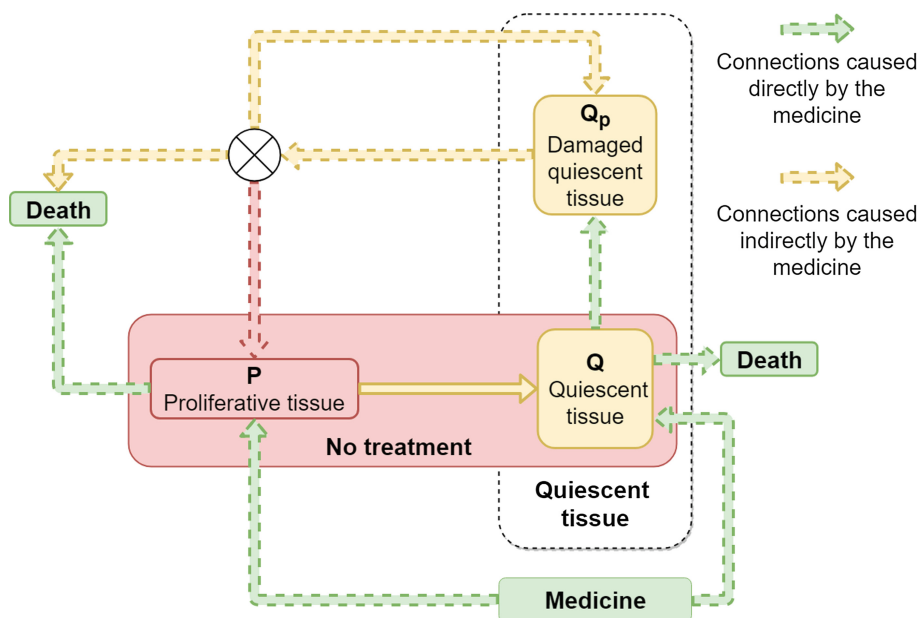 Q_p
Damaged
quiescent
tissue
Connections caused
directly by the
medicine
Connections caused
indirectly by the
medicine
Death
P
Proliferative tissue
Q
Quiescent
tissue
Death
No treatment
Quiescent
tissue
Medicine